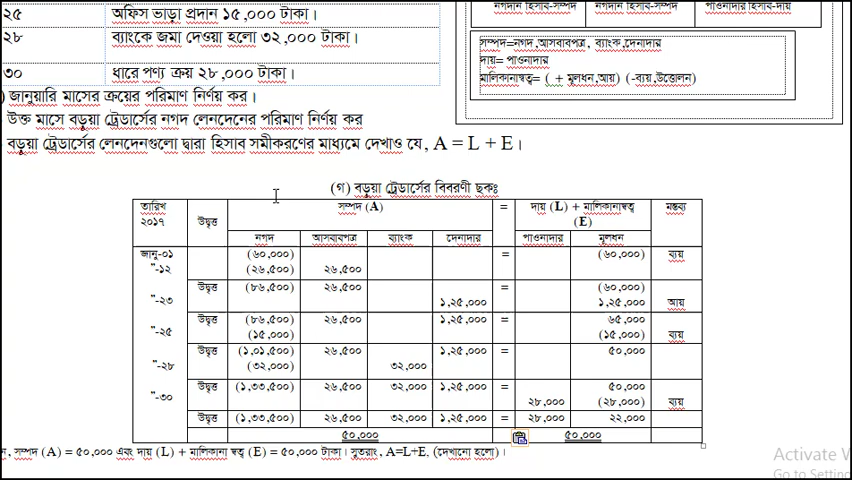 ২৫ অফিস ভাড়া প্রদান ১৫,০০০ টাকা।
২৮ ব্যাংকে জমা দেওয়া হলো ৩২,০০০ টাকা।
৩০ ধারে পণ্য ক্রয় ২৮,০০০ টাকা।
) জানুয়ারি মাসের ক্রয়ের পরিমাণ নির্ণয় কর।
উক্ত মাসে বড়ুয়া ট্রেডার্সের নগদ লেনদেনের পরিমাণ নির্ণয় কর
বড়ুয়া ট্রেডার্সের লেনদেনগুলো দ্বারা হিসাব সমীকরণের মাধ্যমে দেখাও যে, A = L + E।
নগদান হিসাব-সম্পদ নগদান হিসাব-সম্পদ পাওনাদার হিসাব-দায়
সম্পদ=নগদ,আসবাবপত্র, ব্যাংক,দেনাদার
দায়= পাওনাদার
মালিকানাস্বত্ব= ( + মূলধন,আয়) (-ব্যয়,উত্তোলন)
(গ) বড়ুয়া ট্রেডার্সের বিবরণী ছকঃ
তারিখ ২০১৭ উদ্বৃত্ত সম্পদ (A) = দায় (L) + মালিকানাস্বত্ব (E) মন্তব্য
নগদ আসবাবপত্র ব্যাংক দেনাদার পাওনাদার মূলধন
জানু-০১ (৬০,০০০) = (৬০,০০০) ব্যয়
"-১২ (২৬,৫০০) ২৬,৫০০
উদ্বৃত্ত (৮৬,৫০০) ২৬,৫০০ = (৬০,০০০)
"-২৩ ১,২৫,০০০ ১,২৫,০০০ আয়
উদ্বৃত্ত (৮৬,৫০০) ২৬,৫০০ ১,২৫,০০০ = ৬৫,০০০
"-২৫ (১৫,০০০) (১৫,০০০) ব্যয়
উদ্বৃত্ত (১,০১,৫০০) ২৬,৫০০ ১,২৫,০০০ = ৫০,০০০
"-২৮ (৩২,০০০) ৩২,০০০
উদ্বৃত্ত (১,৩৩,৫০০) ২৬,৫০০ ৩২,০০০ ১,২৫,০০০ = ৫০,০০০
"-৩০ ২৮,০০০ (২৮,০০০) ব্যয়
উদ্বৃত্ত (১,৩৩,৫০০) ২৬,৫০০ ৩২,০০০ ১,২৫,০০০ = ২৮,০০০ ২২,০০০
৫০,০০০ ৫০,০০০
ন, সম্পদ (A) = ৫০,০০০ এবং দায় (L) + মালিকানা স্বত্ব (E) = ৫০,০০০ টাকা। সুতরাং, A=L+E. (দেখানো হলো)।
Activate W
Go to Setting